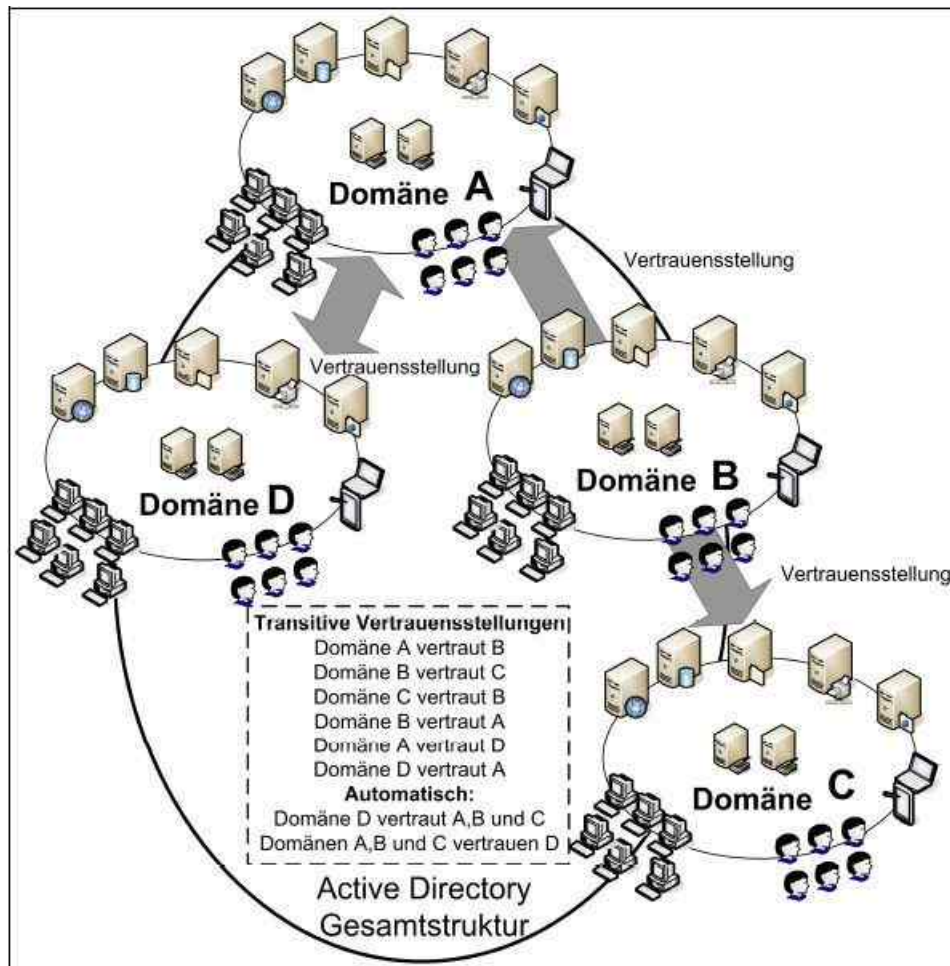 Domäne A
Vertrauensstellung
Vertrauensstellung
Domäne B
Domäne D
Vertrauensstellung
Transitive Vertrauensstellungen
Domäne A vertraut B
Domäne B vertraut C
Domäne C vertraut B
Domäne B vertraut A
Domäne A vertraut D
Domäne D vertraut A
Automatisch:
Domäne D vertraut A,B und C
Domänen A,B und C vertrauen D
Domäne C
Active Directory
Gesamtstruktur